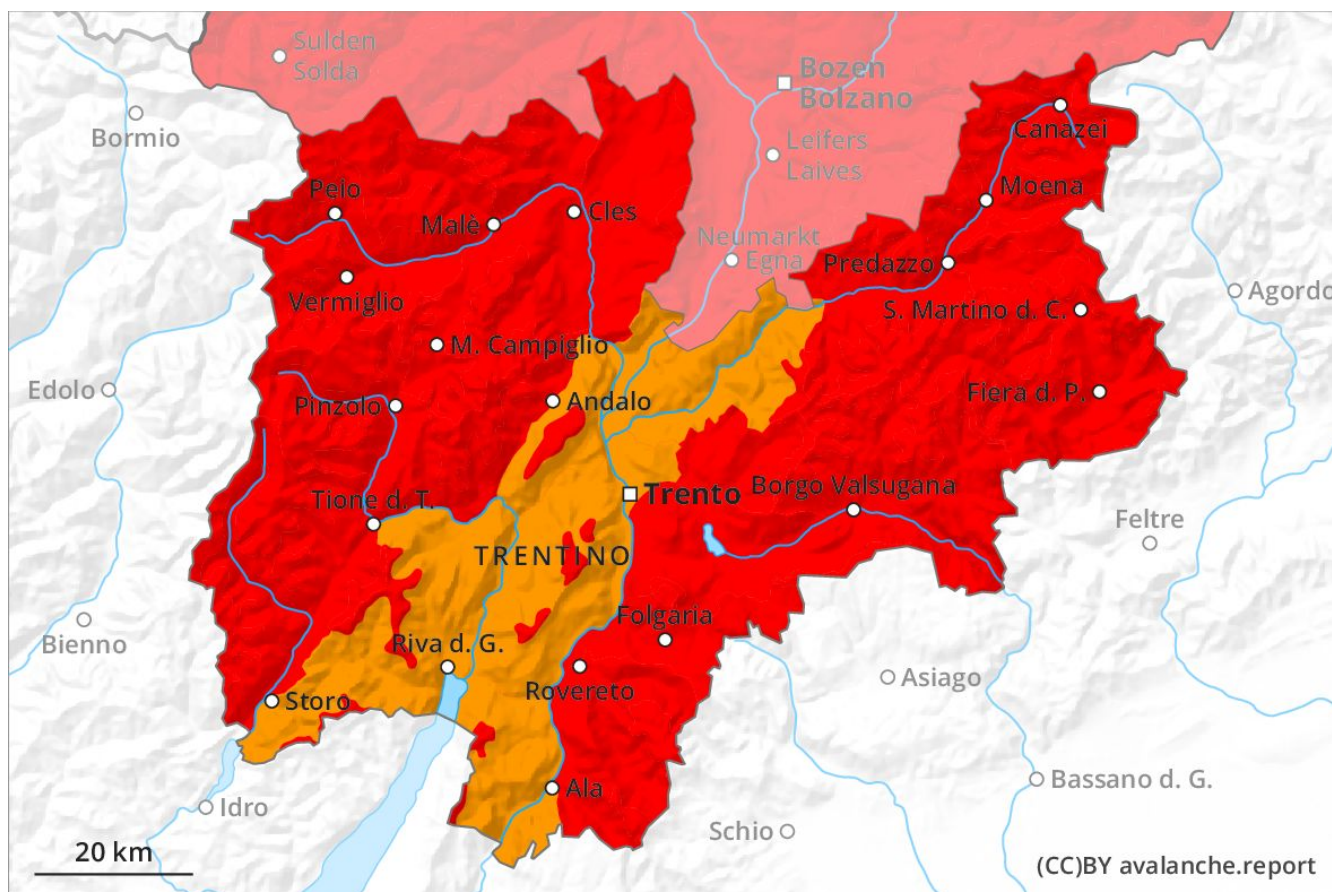 Sulden
Solda
Bozen
Bolzano
Bormio
Canazei
Leifers
Laives
Peio
Malè
Cles
Moena
Neumarkt
Egna
Predazzo
Vermiglio
Agordo
S. Martino d. C.
M. Campiglio
Edolo
Pinzolo
Andalo
Fiera d. P.
Trento
Borgo Valsugana
Tione d. T.
Feltre
TRENTINO
Bienno
Folgaria
Riva d. G.
Rovereto
Asiago
Storo
Ala
Bassano d. G.
Idro
Schio
20 km
(CC)BY avalanche.report